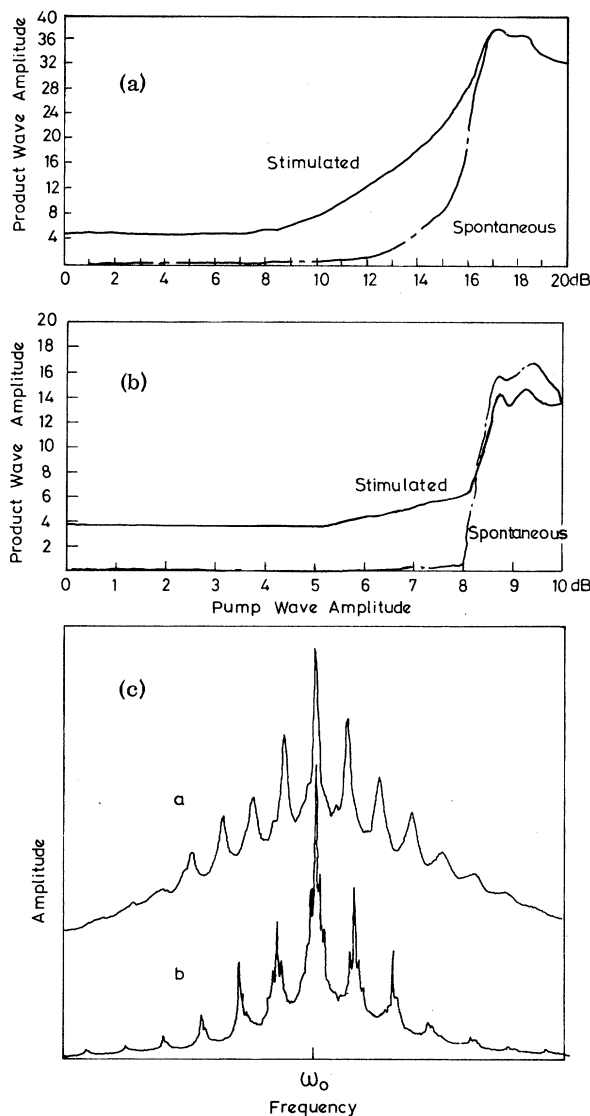 Product Wave Amplitude
40
36
32
28
24
20
16
12
8
4
(a)
Stimulated
Spontaneous
0 2 4 6 8 10 12 14 15 16 17 18 20dB
Product Wave Amplitude
20
18
16
14
12
10
8
6
4
2
(b)
Stimulated
Spontaneous
0 1 2 3 4 5 6 7 8 9 10 dB
Pump Wave Amplitude
(c)
a
b
Amplitude
ω₀
Frequency